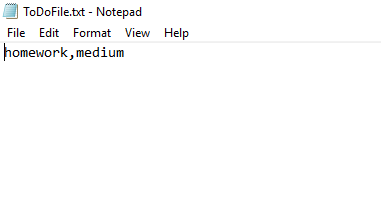 ToDoFile.txt - Notepad
File Edit Format View Help
homework,medium